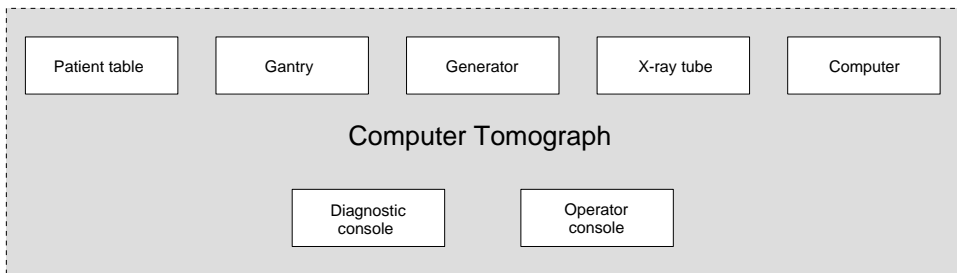 Patient table
Gantry
Generator
X-ray tube
Computer
Computer Tomograph
Diagnostic
console
Operator
console